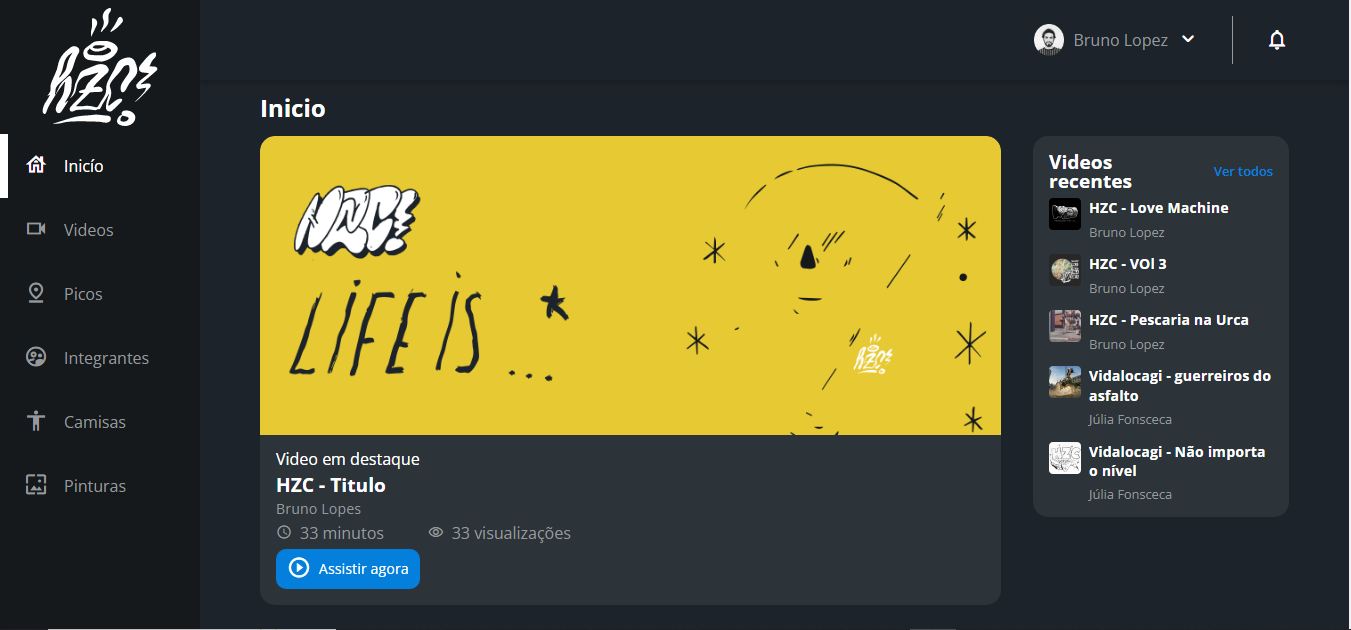 HZC
Bruno Lopez
Inicio
Inicío
Videos
Picos
Integrantes
Camisas
Pinturas
HZC
LIFE IS...
HZC
Video em destaque
HZC - Titulo
Bruno Lopes
33 minutos
33 visualizações
Assistir agora
Videos
recentes
Ver todos
HZC - Love Machine
Bruno Lopez
HZC - VOl 3
Bruno Lopez
HZC - Pescaria na Urca
Bruno Lopez
Vidalocagi - guerreiros do
asfalto
Júlia Fonsceca
HZC
Vidalocagi - Não importa
o nível
Júlia Fonsceca